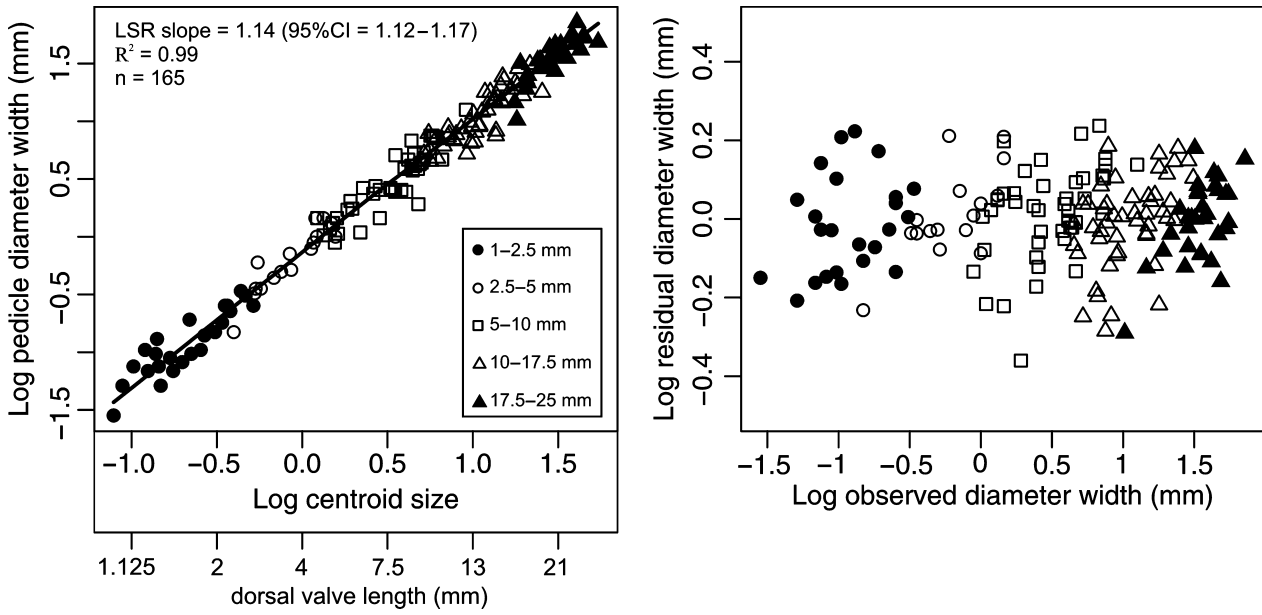 LSR slope = 1.14 (95%CI = 1.12–1.17)
R² = 0.99
n = 165
Log pedicle diameter width (mm)
1.5
0.5
−0.5
−1.5
1–2.5 mm
2.5–5 mm
5–10 mm
10–17.5 mm
17.5–25 mm
−1.0 −0.5 0.0 0.5 1.0 1.5
Log centroid size
1.125 2 4 7.5 13 21
dorsal valve length (mm)
Log residual diameter width (mm)
0.4
0.2
0.0
−0.2
−0.4
−1.5 −1 −0.5 0 0.5 1 1.5
Log observed diameter width (mm)